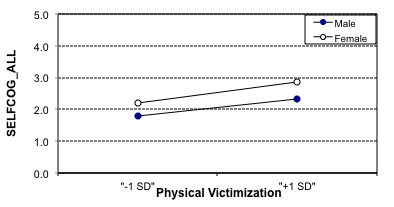 5.0
Male
Female
4.0
3.0
2.0
1.0
0.0
SELFCOG_ALL
"-1 SD"
"+1 SD"
Physical Victimization